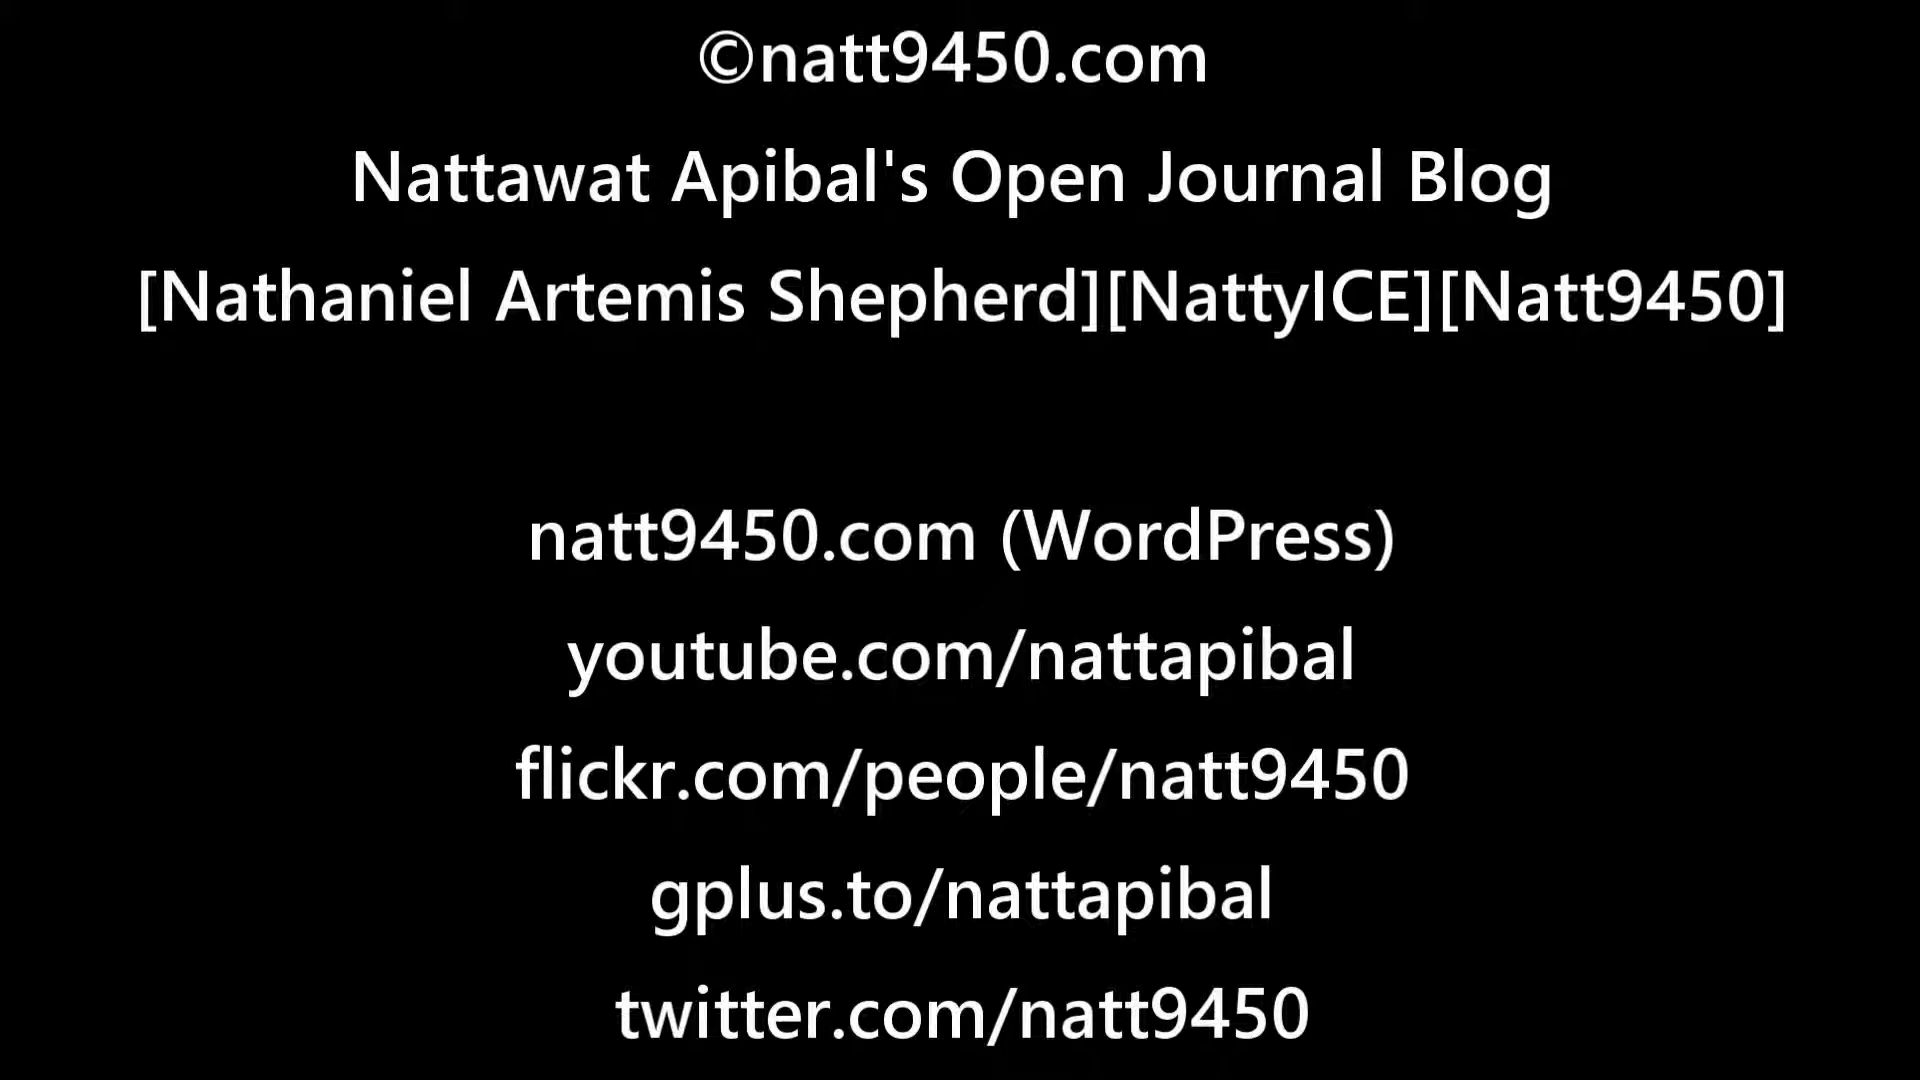 ©natt9450.com
Nattawat Apibal's Open Journal Blog
[Nathaniel Artemis Shepherd][NattyICE][Natt9450]
natt9450.com (WordPress)
youtube.com/nattapibal
flickr.com/people/natt9450
gplus.to/nattapibal
twitter.com/natt9450